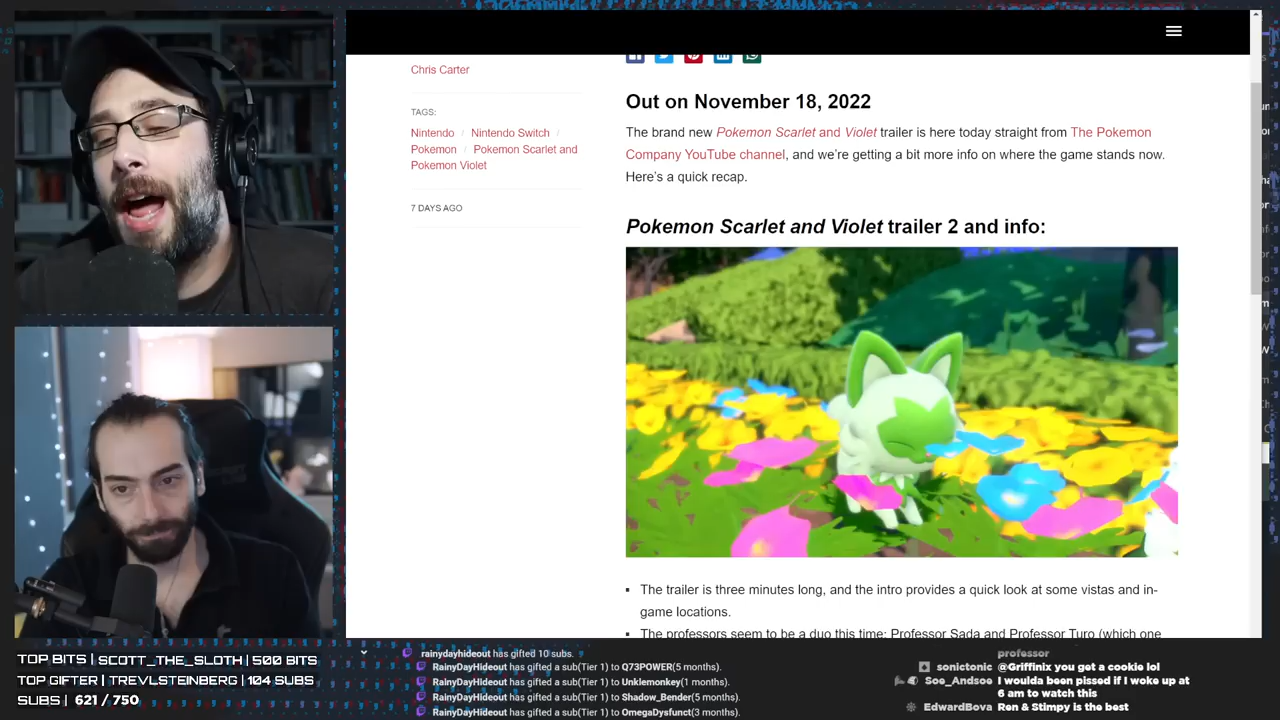 Chris Carter
TAGS:
Nintendo / Nintendo Switch /
Pokemon / Pokemon Scarlet and
Pokemon Violet
7 DAYS AGO
Out on November 18, 2022
The brand new Pokemon Scarlet and Violet trailer is here today straight from The Pokemon
Company YouTube channel, and we're getting a bit more info on where the game stands now.
Here's a quick recap.
Pokemon Scarlet and Violet trailer 2 and info:
The trailer is three minutes long, and the intro provides a quick look at some vistas and in-
game locations.
The professors seem to be a duo this time: Professor Sada and Professor Turo (which one
TOP BITS | SCOTT_THE_SLOTH | 500 BITS
TOP GIFTER | TREVLSTEINBERG | 104 SUBS
SUBS / 621 / 750
rainydayhideout has gifted 10 subs.
RainyDayHideout has gifted a sub(Tier 1) to Q73POWER(5 months).
RainyDayHideout has gifted a sub(Tier 1) to Unklemonkey(1 months).
RainyDayHideout has gifted a sub(Tier 1) to Shadow_Bender(5 months).
RainyDayHideout has gifted a sub(Tier 1) to OmegaDysfunct(3 months).
professor
sonictonic @Griffinix you get a cookie lol
Soe_Andsoe I woulda been pissed if I woke up at
6 am to watch this
EdwardBova Ren & Stimpy is the best